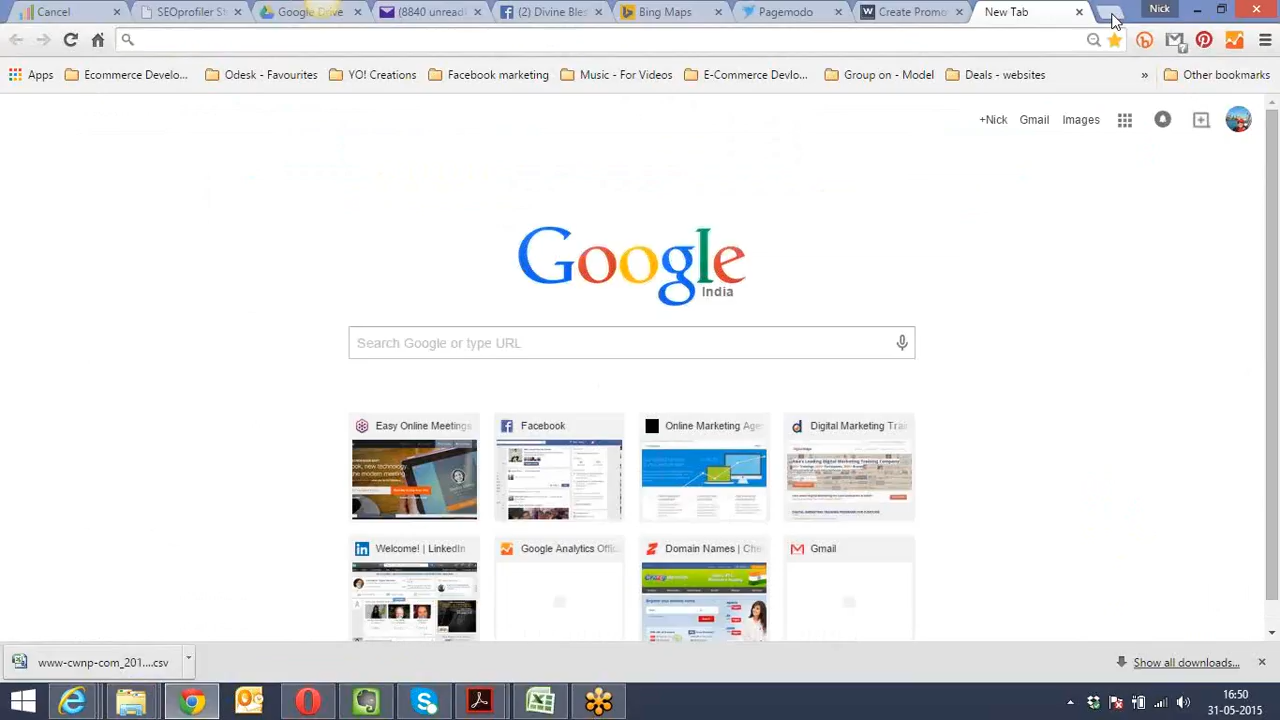 Cancel
SEOprofiler St
Google Drive
(8840 unread
(2) Divine Bles
Bing Maps
Pagemodo
Create Promo
New Tab
Nick
Apps
Ecommerce Develo...
Odesk - Favourites
YO! Creations
Facebook marketing
Music - For Videos
E-Commerce Devlo...
Group on - Model
Deals - websites
»
Other bookmarks
+Nick
Gmail
Images
Google
India
Search Google or type URL
Easy Online Meetings
Facebook
Online Marketing Age
Digital Marketing Trai
Welcome! | LinkedIn
Google Analytics Offic
Domain Names | Che
Gmail
www-cwnp-com_201....csv
Show all downloads...
16:50
31-05-2015